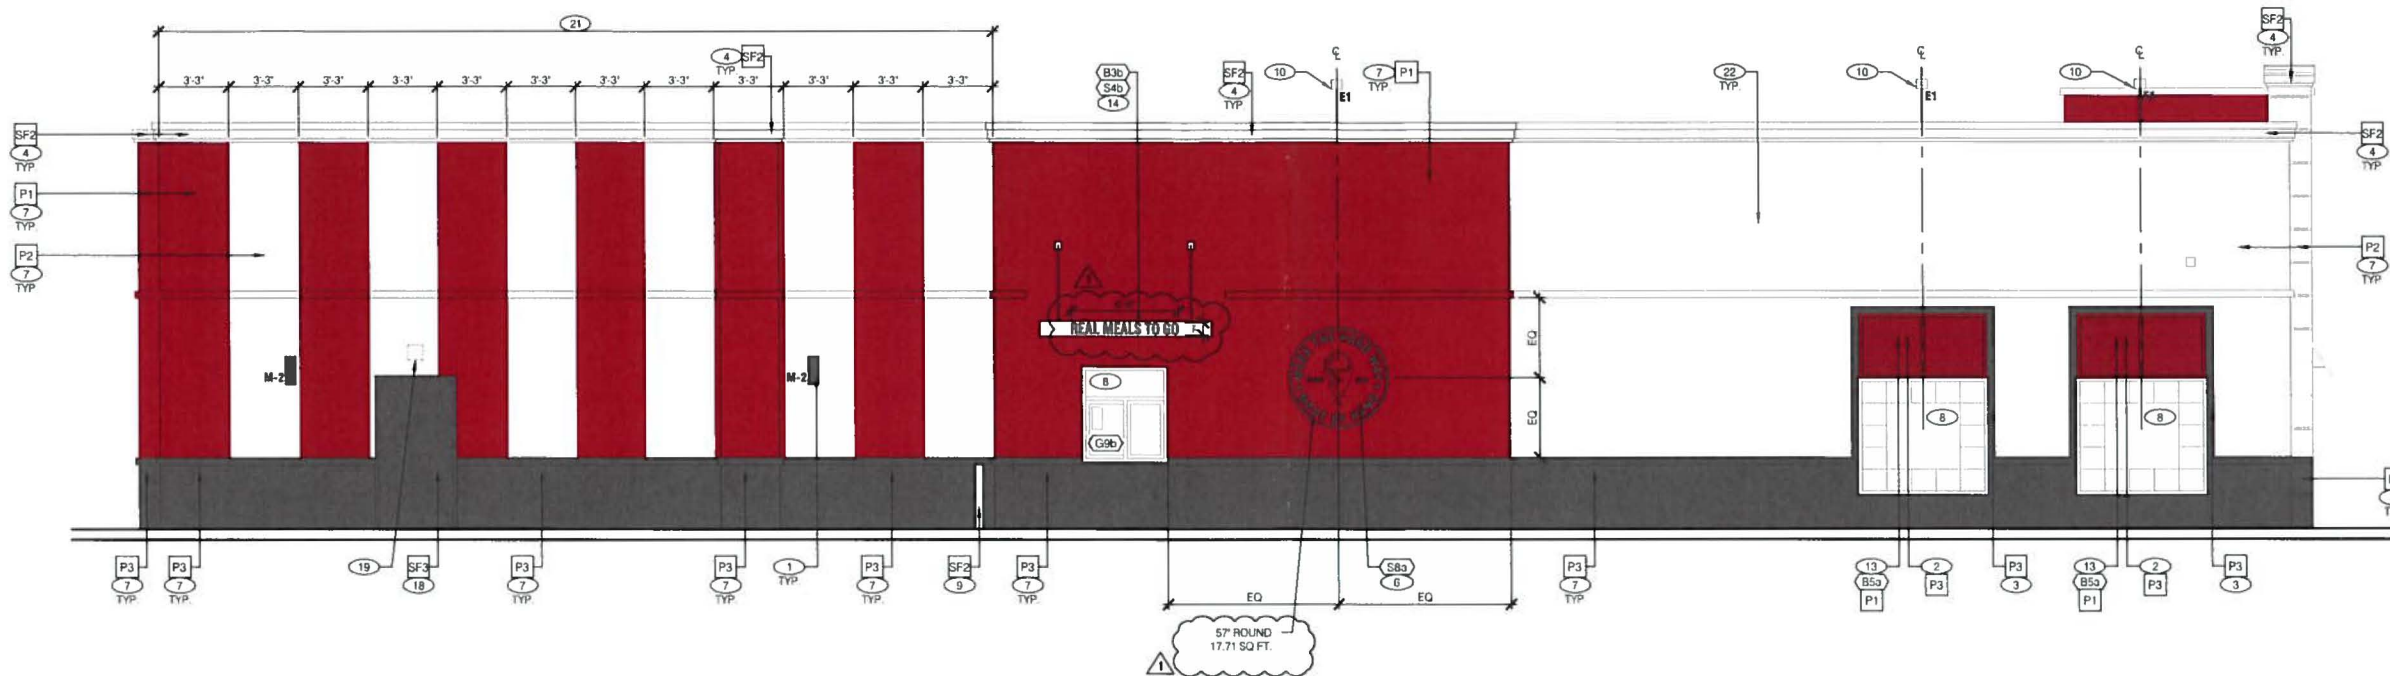 21
4 SF2
TYP.
3'-3" 3'-3" 3'-3" 3'-3" 3'-3" 3'-3" 3'-3" 3'-3" 3'-3" 3'-3" 3'-3" 3'-3"
B3b
S4b
14
SF2
4
TYP
10
E1
7 P1
TYP.
22
TYP.
10
E1
10
E1
SF2
4
TYP.
SF2
4
TYP.
P1
7
TYP
P2
7
TYP
SF2
4
TYP
P2
7
TYP
1
REAL MEALS TO GO
M-2
M-2
8
G9b
EQ
EQ
8
8
P3
7
TYP.
P3
7
TYP.
19
SF3
18
P3
7
TYP.
P3
7
TYP.
1
TYP
P3
7
TYP.
SF2
9
P3
7
TYP.
EQ
EQ
S8a
6
P3
7
TYP
13
B5a
P1
2
P3
P3
3
13
B5a
P1
2
P3
P3
3
57" ROUND
17.71 SQ FT.
1